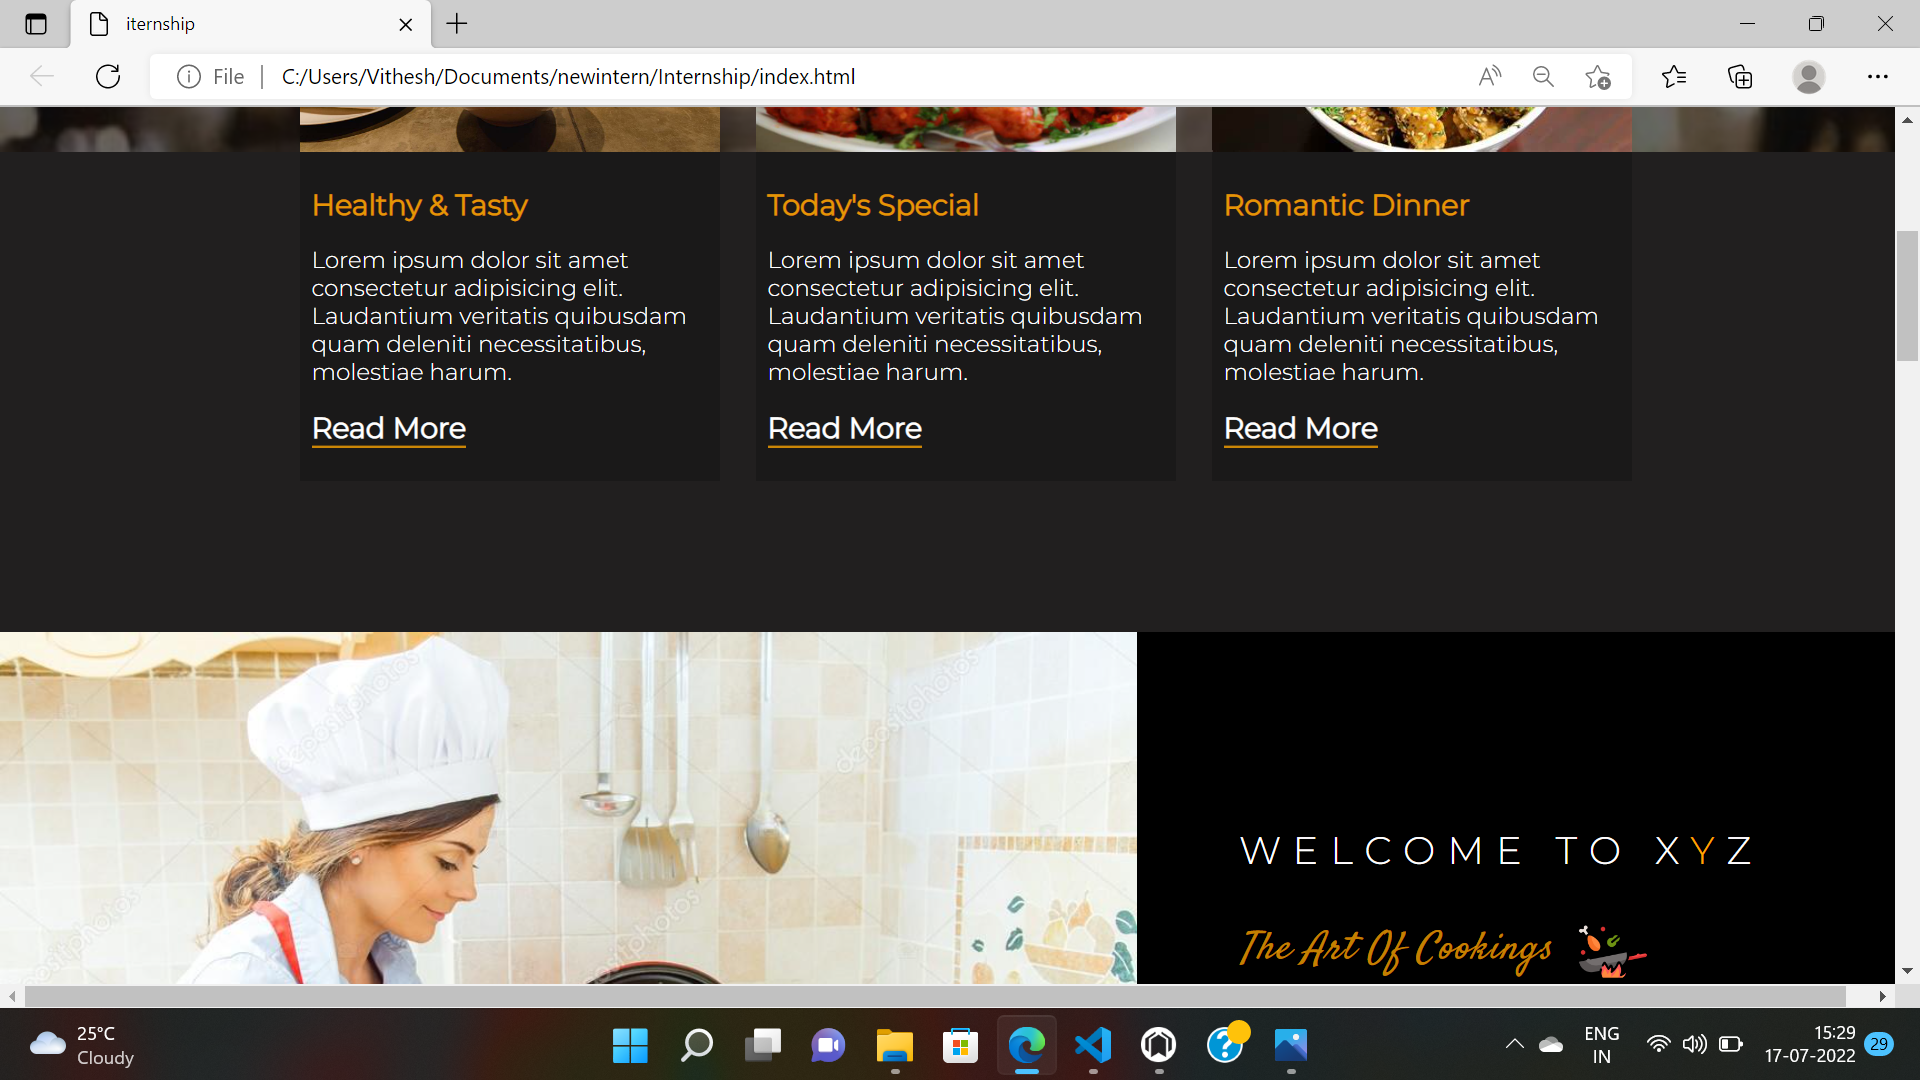 iternship
File
C:/Users/Vithesh/Documents/newintern/Internship/index.html
Healthy & Tasty
Lorem ipsum dolor sit amet
consectetur adipisicing elit.
Laudantium veritatis quibusdam
quam deleniti necessitatibus,
molestiae harum.
Read More
Today's Special
Lorem ipsum dolor sit amet
consectetur adipisicing elit.
Laudantium veritatis quibusdam
quam deleniti necessitatibus,
molestiae harum.
Read More
Romantic Dinner
Lorem ipsum dolor sit amet
consectetur adipisicing elit.
Laudantium veritatis quibusdam
quam deleniti necessitatibus,
molestiae harum.
Read More
depositphotos
depositphotos
depositphotos
depositphotos
WELCOME TO XYZ
The Art Of Cookings
25°C
Cloudy
ENG
IN
15:29
17-07-2022
29